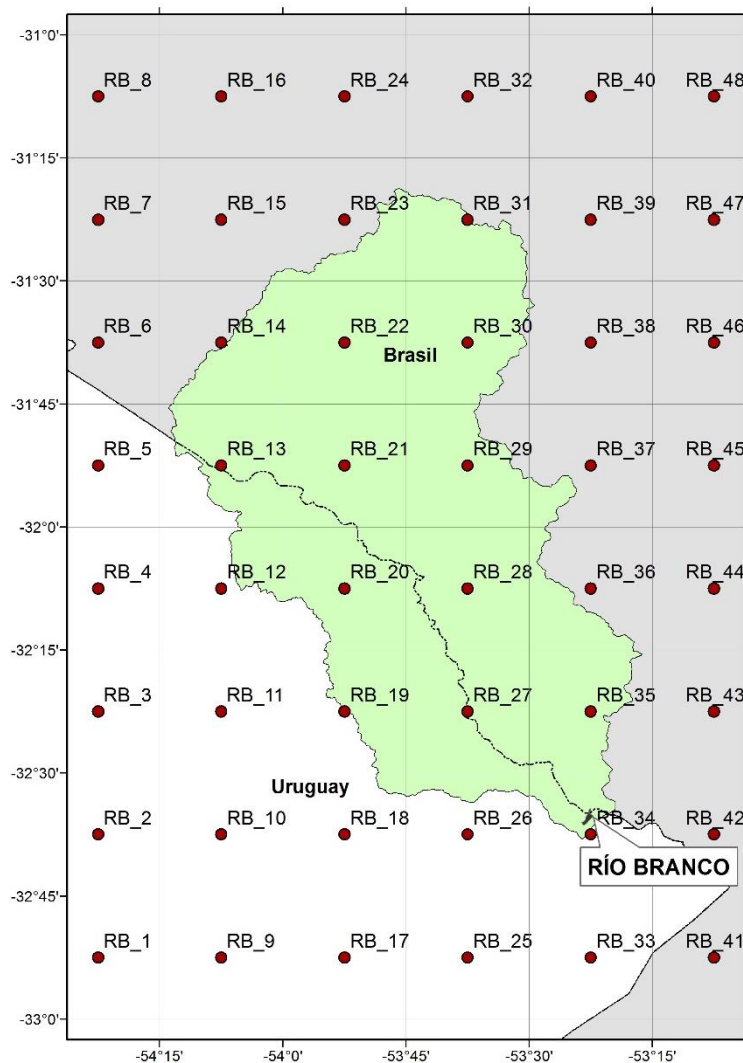 -31°0'
RB_8 RB_16 RB_24 RB_32 RB_40 RB_48
-31°15'
RB_7 RB_15 RB_23 RB_31 RB_39 RB_47
-31°30'
RB_6 RB_14 RB_22 RB_30 RB_38 RB_46
Brasil
-31°45'
RB_5 RB_13 RB_21 RB_29 RB_37 RB_45
-32°0'
RB_4 RB_12 RB_20 RB_28 RB_36 RB_44
-32°15'
RB_3 RB_11 RB_19 RB_27 RB_35 RB_43
-32°30'
Uruguay
RB_2 RB_10 RB_18 RB_26 RB_34 RB_42
RÍO BRANCO
-32°45'
RB_1 RB_9 RB_17 RB_25 RB_33 RB_41
-33°0'
-54°15' -54°0' -53°45' -53°30' -53°15'